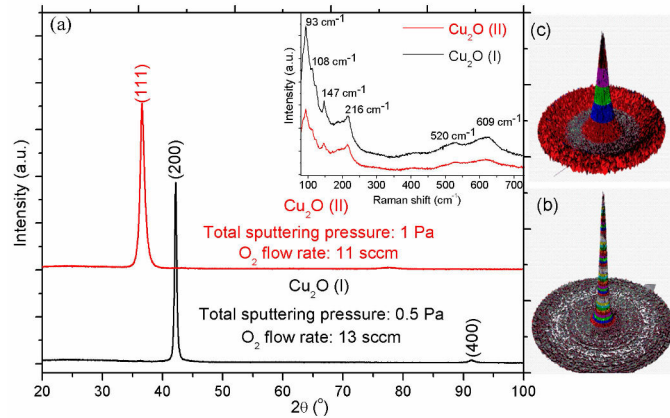 (a)
Intensity (a.u.)
2θ (°)
20 30 40 50 60 70 80 90 100
(111)
(200)
(400)
Cu₂O (II)
Total sputtering pressure: 1 Pa
O₂ flow rate: 11 sccm
Cu₂O (I)
Total sputtering pressure: 0.5 Pa
O₂ flow rate: 13 sccm
Intensity (a.u.)
93 cm⁻¹
108 cm⁻¹
147 cm⁻¹
216 cm⁻¹
520 cm⁻¹
609 cm⁻¹
Cu₂O (II)
Cu₂O (I)
100 200 300 400 500 600 700
Raman shift (cm⁻¹)
(c)
(b)